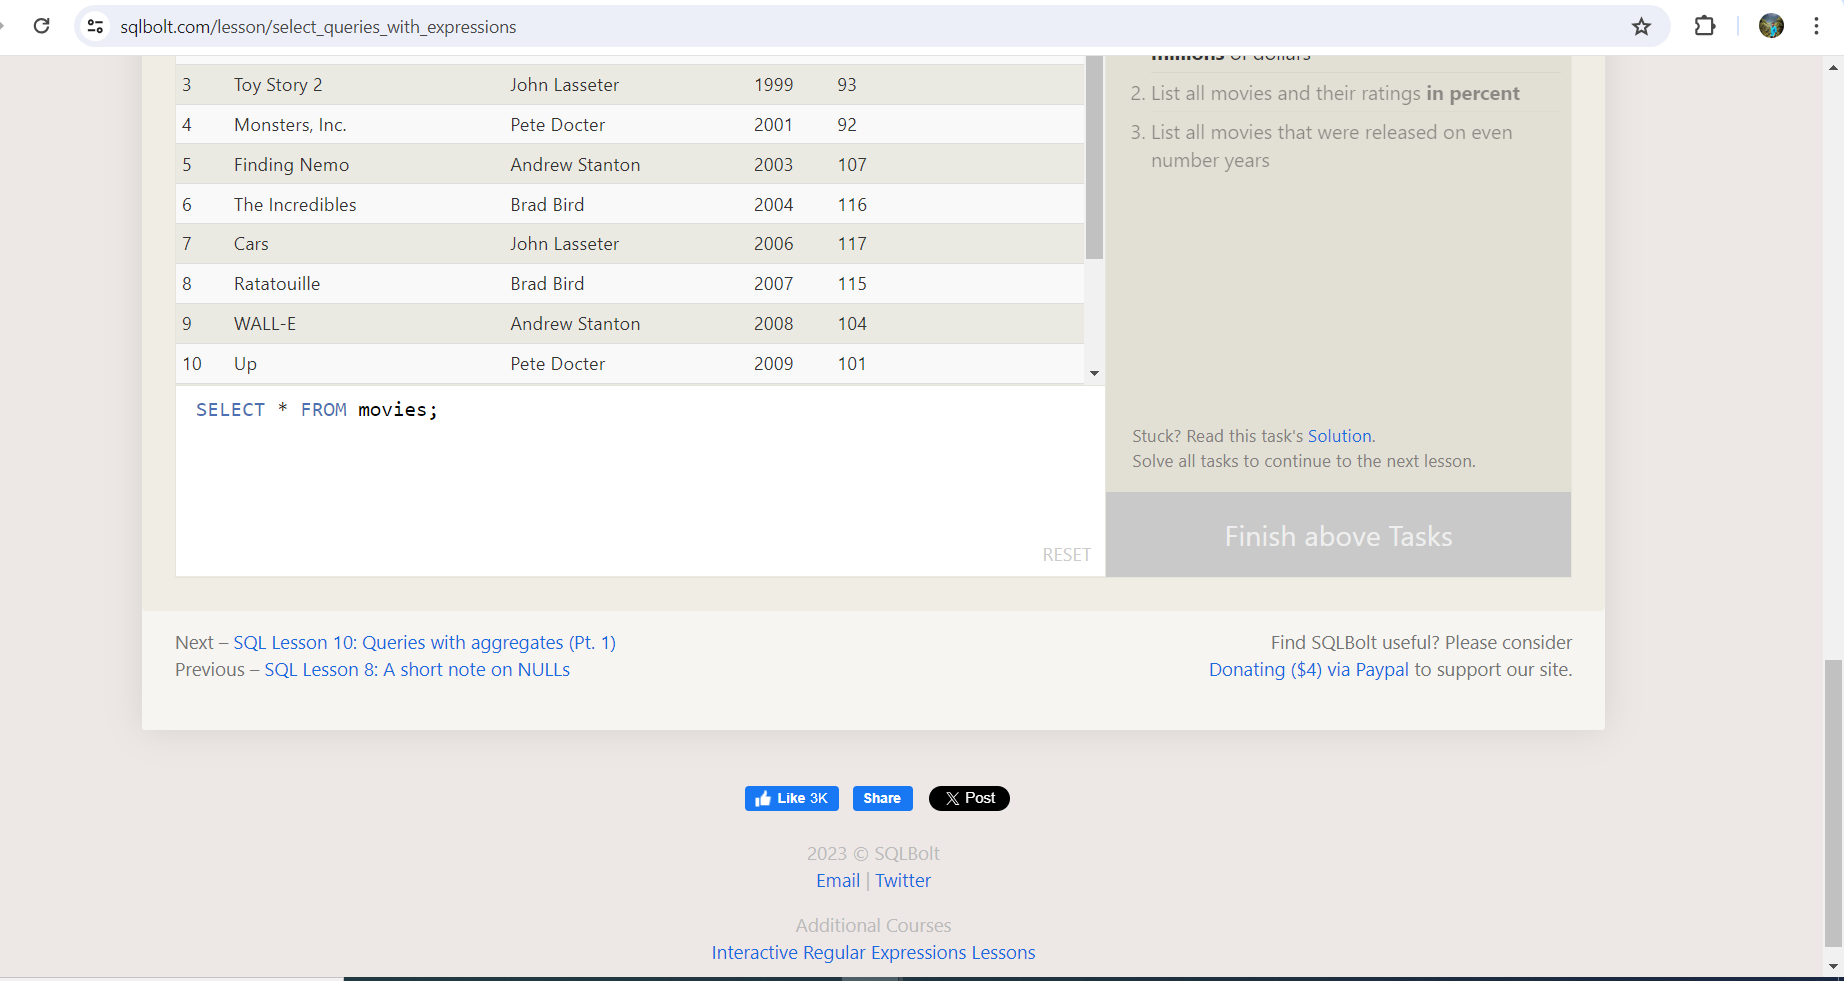 sqlbolt.com/lesson/select_queries_with_expressions
3 Toy Story 2 John Lasseter 1999 93
4 Monsters, Inc. Pete Docter 2001 92
5 Finding Nemo Andrew Stanton 2003 107
6 The Incredibles Brad Bird 2004 116
7 Cars John Lasseter 2006 117
8 Ratatouille Brad Bird 2007 115
9 WALL-E Andrew Stanton 2008 104
10 Up Pete Docter 2009 101
SELECT * FROM movies;
RESET
millions of dollars
2. List all movies and their ratings in percent
3. List all movies that were released on even
number years
Stuck? Read this task's Solution.
Solve all tasks to continue to the next lesson.
Finish above Tasks
Next – SQL Lesson 10: Queries with aggregates (Pt. 1)
Previous – SQL Lesson 8: A short note on NULLs
Find SQLBolt useful? Please consider
Donating ($4) via Paypal to support our site.
Like 3K Share X Post
2023 © SQLBolt
Email | Twitter
Additional Courses
Interactive Regular Expressions Lessons